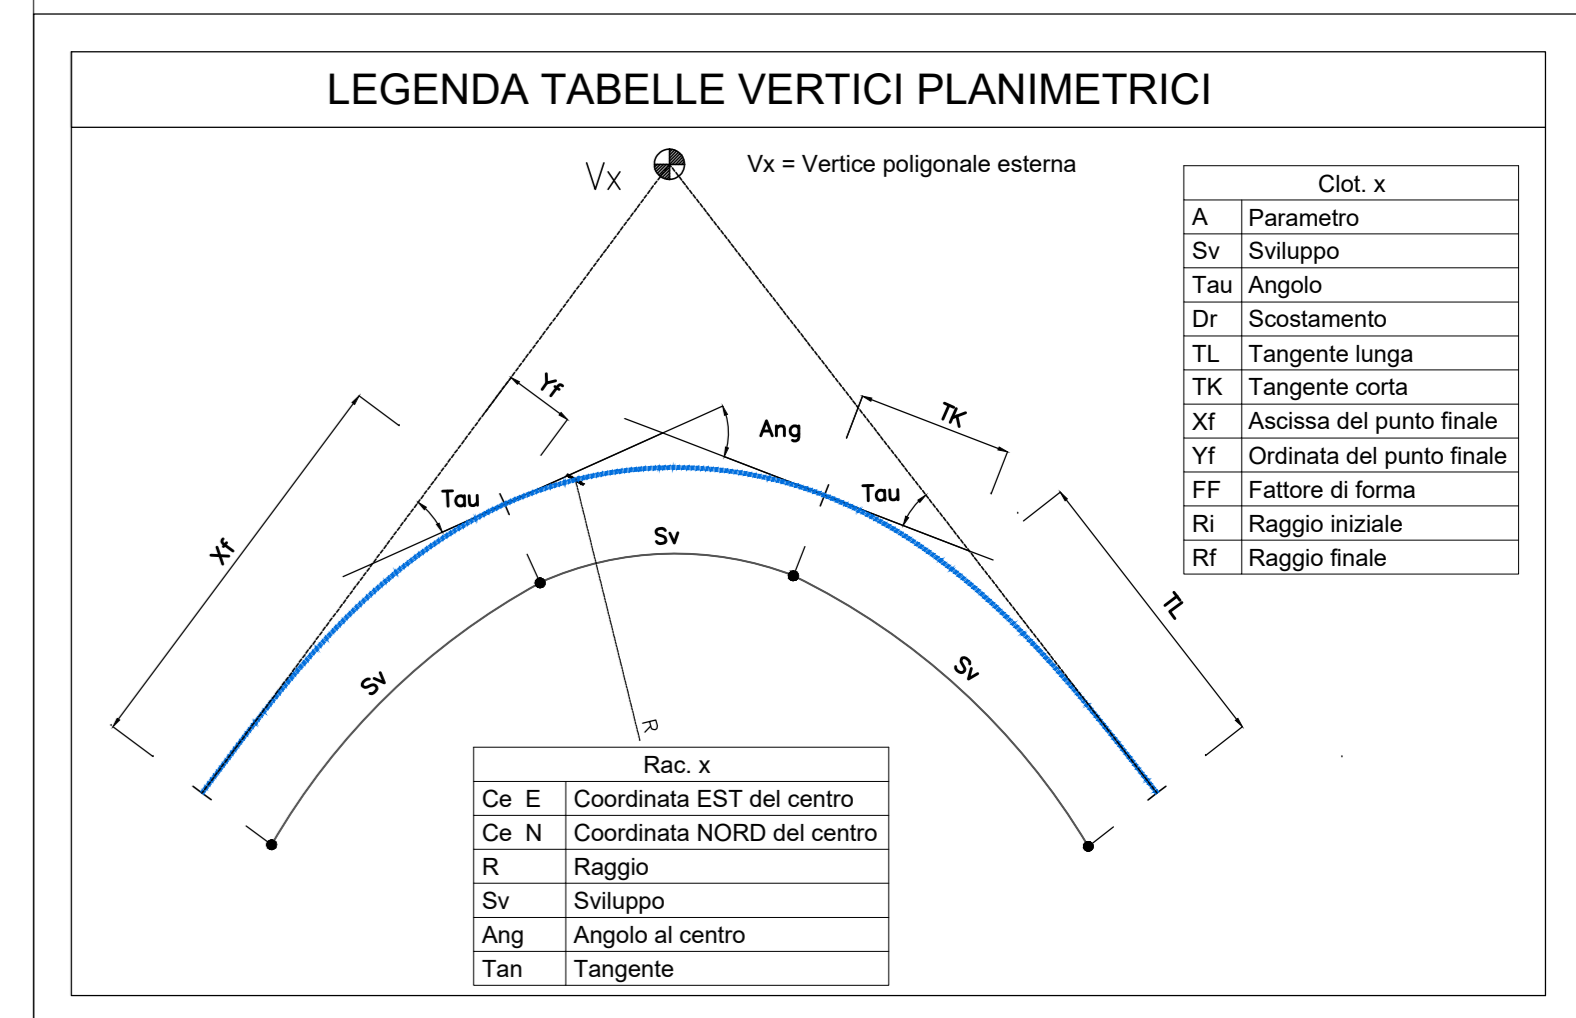 LEGENDA TABELLE VERTICI PLANIMETRICI
Vx
Vx = Vertice poligonale esterna
Clot. x
A Parametro
Sv Sviluppo
Tau Angolo
Dr Scostamento
TL Tangente lunga
TK Tangente corta
Xf Ascissa del punto finale
Yf Ordinata del punto finale
FF Fattore di forma
Ri Raggio iniziale
Rf Raggio finale
Yf
TK
Ang
Tau
Tau
Xf
Sv
TL
Sv
Sv
R
Rac. x
Ce E Coordinata EST del centro
Ce N Coordinata NORD del centro
R Raggio
Sv Sviluppo
Ang Angolo al centro
Tan Tangente